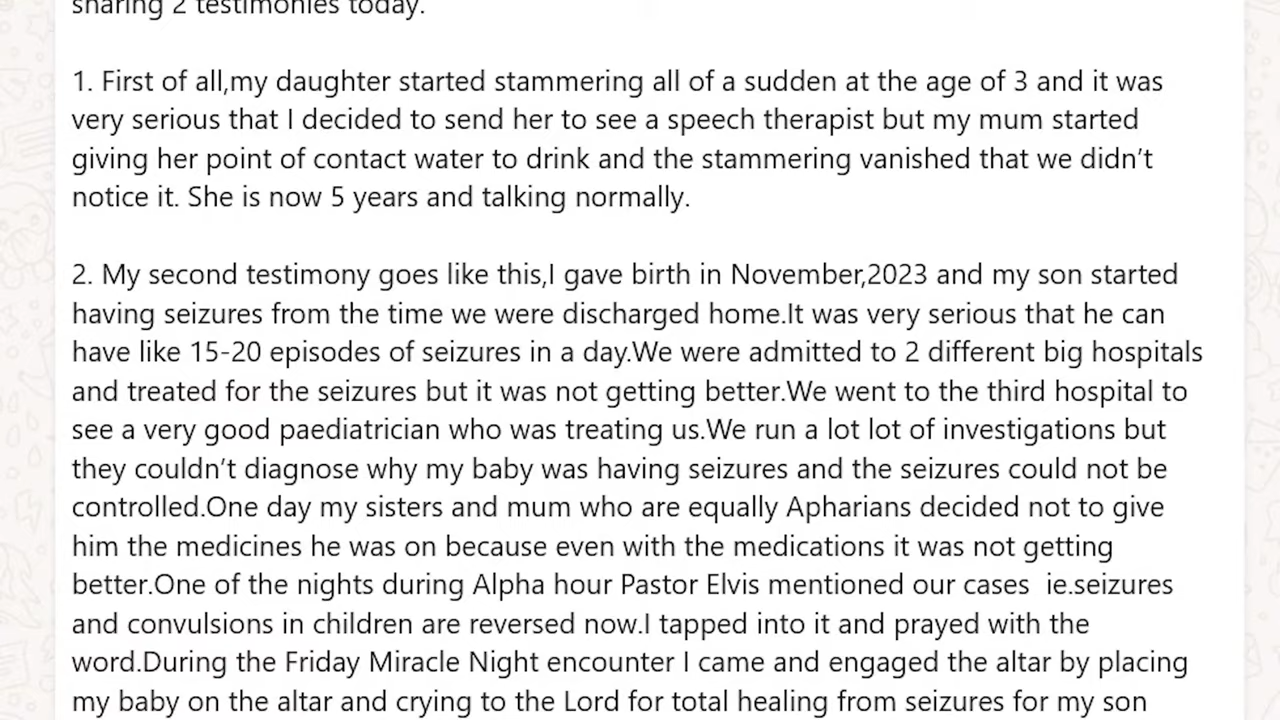 sharing 2 testimonies today.
1. First of all,my daughter started stammering all of a sudden at the age of 3 and it was
very serious that I decided to send her to see a speech therapist but my mum started
giving her point of contact water to drink and the stammering vanished that we didn’t
notice it. She is now 5 years and talking normally.
2. My second testimony goes like this,I gave birth in November,2023 and my son started
having seizures from the time we were discharged home.It was very serious that he can
have like 15-20 episodes of seizures in a day.We were admitted to 2 different big hospitals
and treated for the seizures but it was not getting better.We went to the third hospital to
see a very good paediatrician who was treating us.We run a lot lot of investigations but
they couldn’t diagnose why my baby was having seizures and the seizures could not be
controlled.One day my sisters and mum who are equally Apharians decided not to give
him the medicines he was on because even with the medications it was not getting
better.One of the nights during Alpha hour Pastor Elvis mentioned our cases  ie.seizures
and convulsions in children are reversed now.I tapped into it and prayed with the
word.During the Friday Miracle Night encounter I came and engaged the altar by placing
my baby on the altar and crying to the Lord for total healing from seizures for my son